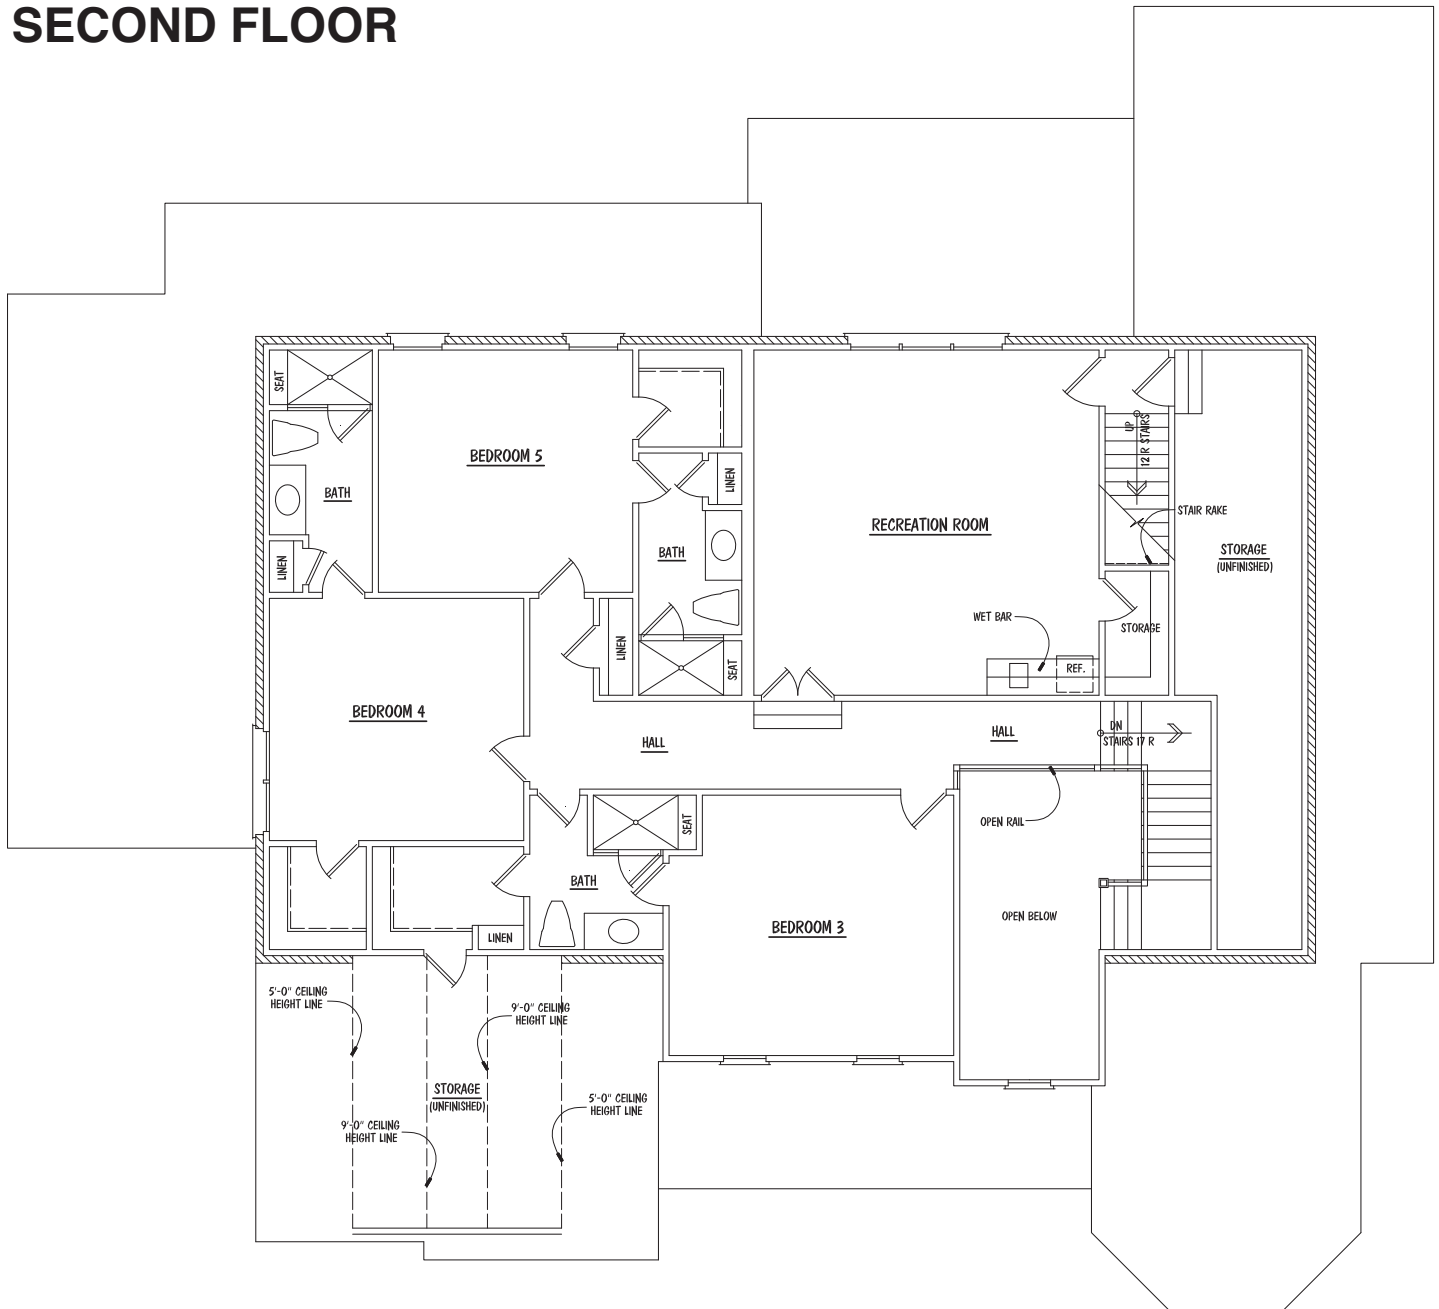 SECOND FLOOR
SEAT
BATH
LINEN
BEDROOM 5
LINEN
BATH
SEAT
LINEN
RECREATION ROOM
WET BAR
REF.
UP
12 R STAIRS
STAIR RAKE
STORAGE
STORAGE
(UNFINISHED)
BEDROOM 4
HALL
HALL
DN
STAIRS 17 R
OPEN RAIL
SEAT
BATH
LINEN
BEDROOM 3
OPEN BELOW
5'-0" CEILING
HEIGHT LINE
9'-0" CEILING
HEIGHT LINE
STORAGE
(UNFINISHED)
5'-0" CEILING
HEIGHT LINE
9'-0" CEILING
HEIGHT LINE